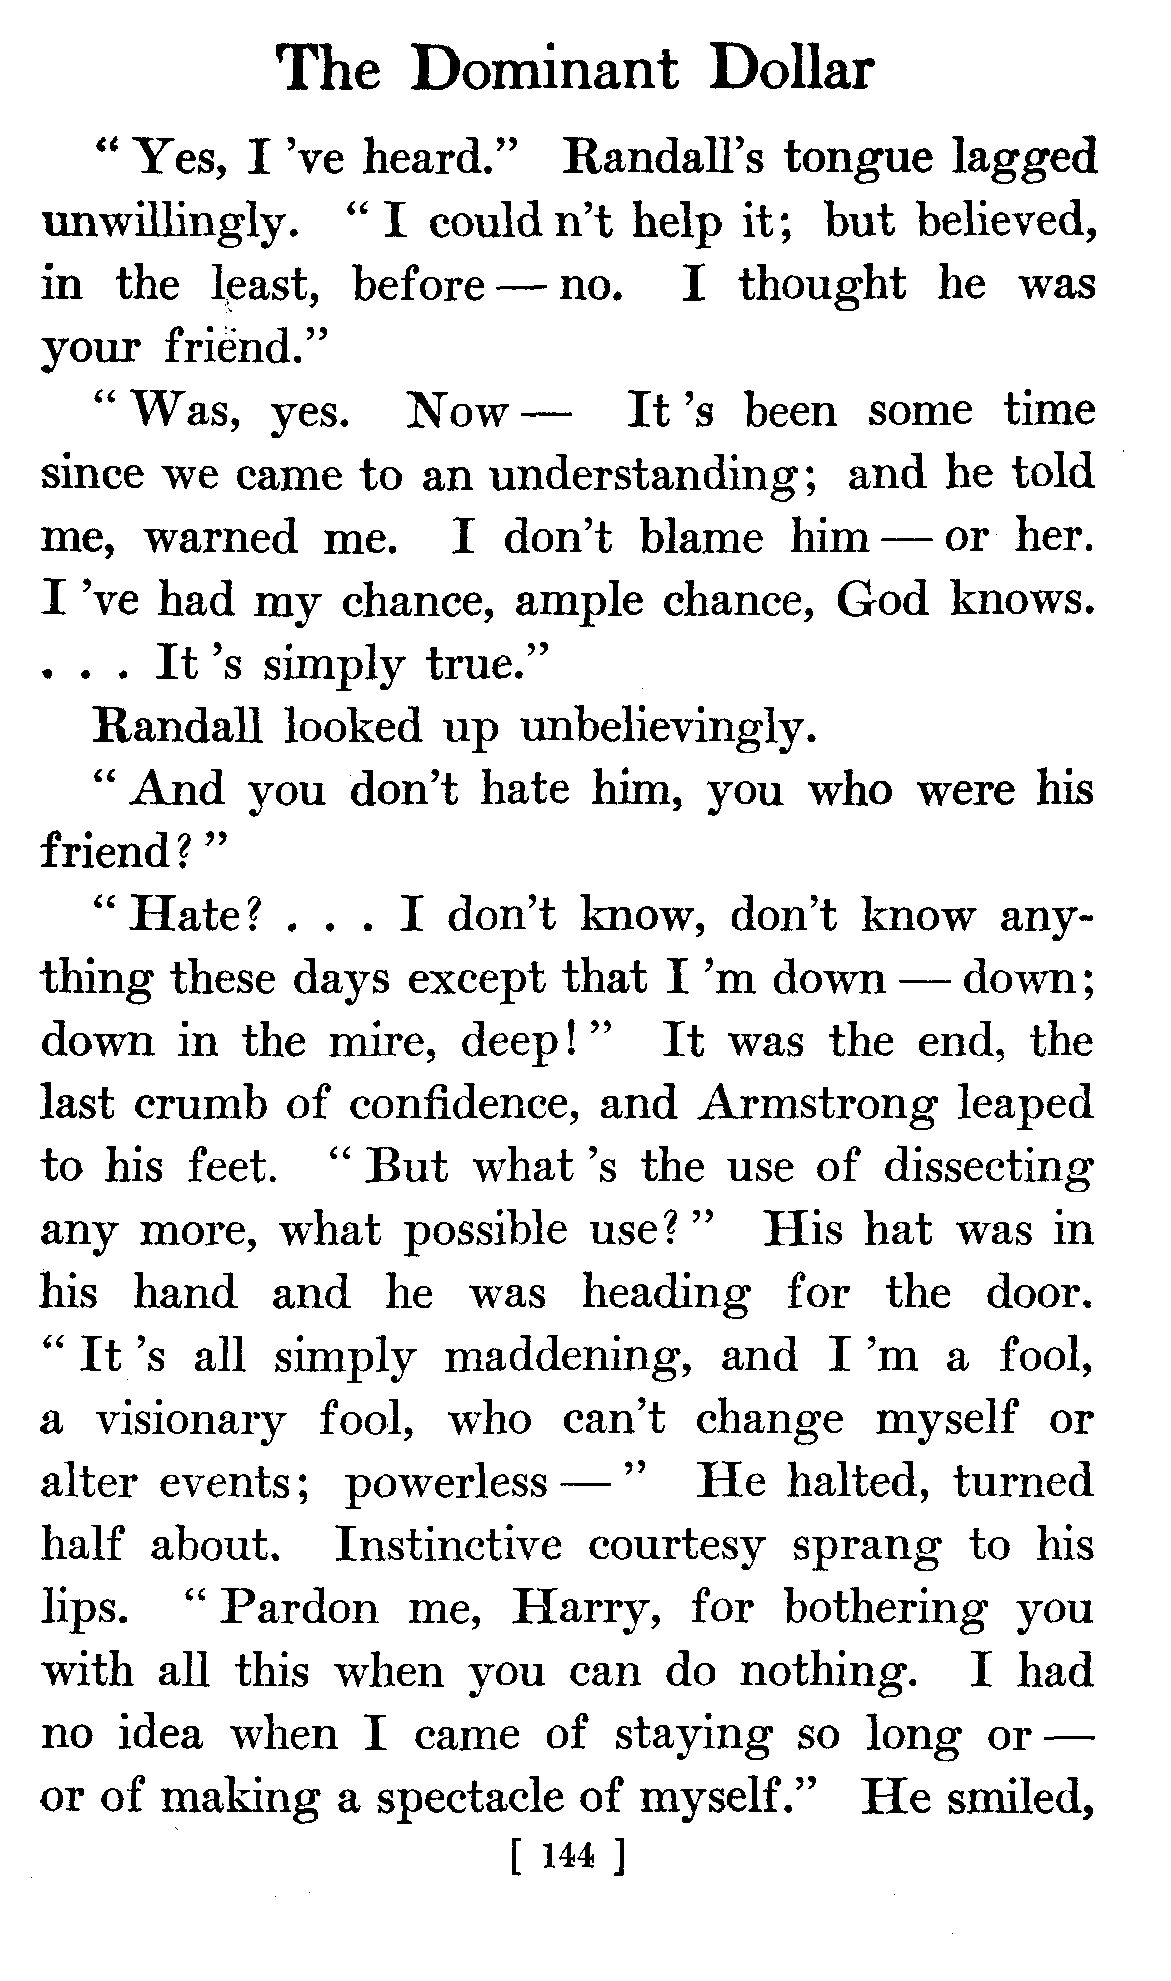 The Dominant Dollar
“ Yes, I ’ve heard.” Randall’s tongue lagged
unwillingly. “ I could n’t help it; but believed,
in the least, before — no. I thought he was
your friend.”
“ Was, yes. Now — It ’s been some time
since we came to an understanding; and he told
me, warned me. I don’t blame him — or her.
I ’ve had my chance, ample chance, God knows.
. . . It ’s simply true.”
Randall looked up unbelievingly.
“ And you don’t hate him, you who were his
friend? ”
“ Hate? . . . I don’t know, don’t know any-
thing these days except that I ’m down — down;
down in the mire, deep! ” It was the end, the
last crumb of confidence, and Armstrong leaped
to his feet. “ But what ’s the use of dissecting
any more, what possible use? ” His hat was in
his hand and he was heading for the door.
“ It ’s all simply maddening, and I ’m a fool,
a visionary fool, who can’t change myself or
alter events; powerless — ” He halted, turned
half about. Instinctive courtesy sprang to his
lips. “ Pardon me, Harry, for bothering you
with all this when you can do nothing. I had
no idea when I came of staying so long or —
or of making a spectacle of myself.” He smiled,
[ 144 ]